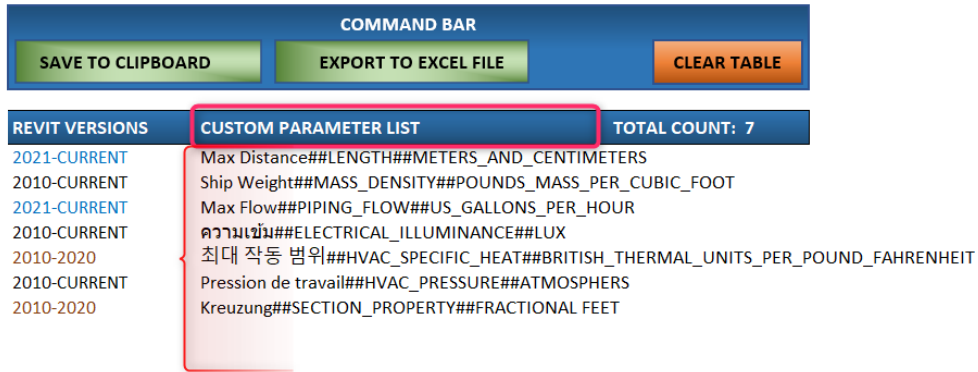 COMMAND BAR
SAVE TO CLIPBOARD EXPORT TO EXCEL FILE CLEAR TABLE
REVIT VERSIONS CUSTOM PARAMETER LIST TOTAL COUNT: 7
2021-CURRENT Max Distance##LENGTH##METERS_AND_CENTIMETERS
2010-CURRENT Ship Weight##MASS_DENSITY##POUNDS_MASS_PER_CUBIC_FOOT
2021-CURRENT Max Flow##PIPING_FLOW##US_GALLONS_PER_HOUR
2010-CURRENT ความเข้ม##ELECTRICAL_ILLUMINANCE##LUX
2010-2020 최대 작동 범위##HVAC_SPECIFIC_HEAT##BRITISH_THERMAL_UNITS_PER_POUND_FAHRENHEIT
2010-CURRENT Pression de travail##HVAC_PRESSURE##ATMOSPHERS
2010-2020 Kreuzung##SECTION_PROPERTY##FRACTIONAL FEET